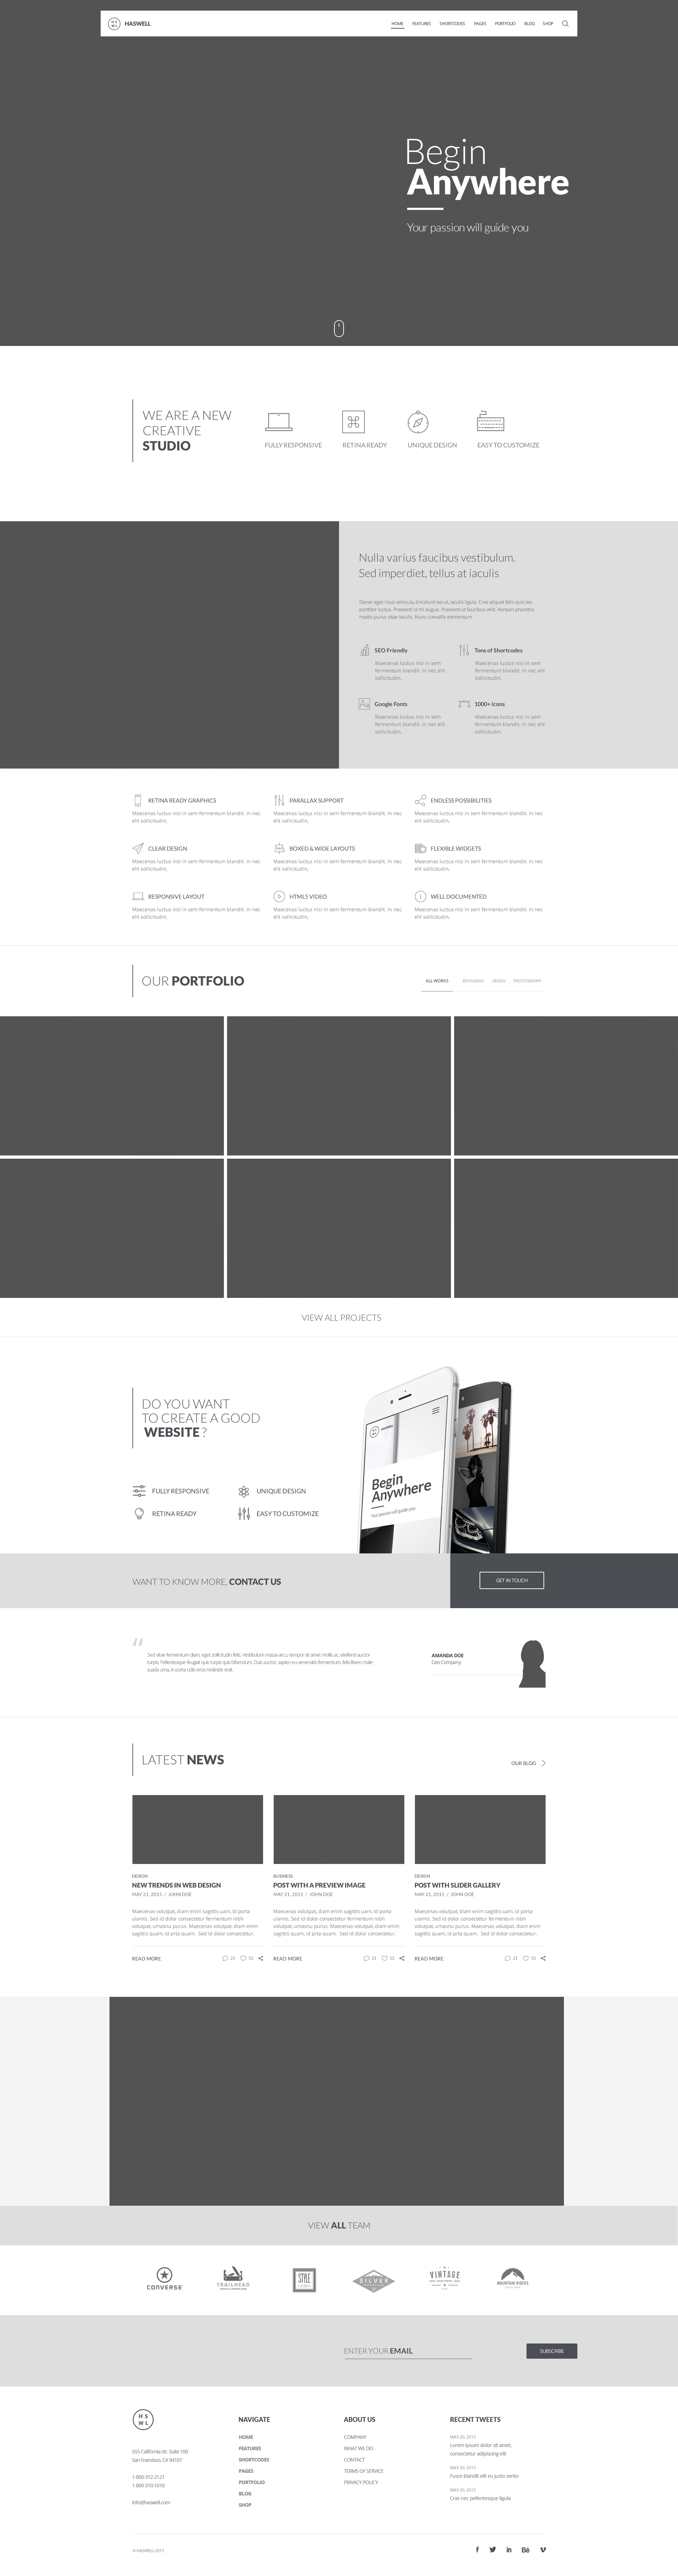 HS
WL
HASWELL
HOME FEATURES SHORTCODES PAGES PORTFOLIO BLOG SHOP
Begin
Anywhere
Your passion will guide you
WE ARE A NEW
CREATIVE
STUDIO
FULLY RESPONSIVE
RETINA READY
UNIQUE DESIGN
EASY TO CUSTOMIZE
Nulla varius faucibus vestibulum.
Sed imperdiet, tellus at iaculis
Donec eget risus vehicula, tincidunt leo ut, iaculis ligula. Cras aliquet felis quis leo
porttitor luctus. Praesent id mi augue. Praesent ut faucibus velit. Aenean pharetra
mattis purus vitae iaculis. Nunc convallis elementum
SEO Friendly
Maecenas luctus nisi in sem
fermentum blandit. In nec elit
sollicitudin,
Tons of Shortcodes
Maecenas luctus nisi in sem
fermentum blandit. In nec elit
sollicitudin,
Google Fonts
Maecenas luctus nisi in sem
fermentum blandit. In nec elit
sollicitudin,
1000+ Icons
Maecenas luctus nisi in sem
fermentum blandit. In nec elit
sollicitudin,
RETINA READY GRAPHICS
Maecenas luctus nisi in sem fermentum blandit. In nec
elit sollicitudin,
PARALLAX SUPPORT
Maecenas luctus nisi in sem fermentum blandit. In nec
elit sollicitudin,
ENDLESS POSSIBILITIES
Maecenas luctus nisi in sem fermentum blandit. In nec
elit sollicitudin,
CLEAR DESIGN
Maecenas luctus nisi in sem fermentum blandit. In nec
elit sollicitudin,
BOXED & WIDE LAYOUTS
Maecenas luctus nisi in sem fermentum blandit. In nec
elit sollicitudin,
FLEXIBLE WIDGETS
Maecenas luctus nisi in sem fermentum blandit. In nec
elit sollicitudin,
RESPONSIVE LAYOUT
Maecenas luctus nisi in sem fermentum blandit. In nec
elit sollicitudin,
HTML5 VIDEO
Maecenas luctus nisi in sem fermentum blandit. In nec
elit sollicitudin,
WELL DOCUMENTED
Maecenas luctus nisi in sem fermentum blandit. In nec
elit sollicitudin,
OUR PORTFOLIO
ALL WORKS BRANDING DESIGN PHOTOGRAPHY
VIEW ALL PROJECTS
DO YOU WANT
TO CREATE A GOOD
WEBSITE ?
FULLY RESPONSIVE
UNIQUE DESIGN
RETINA READY
EASY TO CUSTOMIZE
Begin
Anywhere
Your passion will guide you
WANT TO KNOW MORE, CONTACT US
GET IN TOUCH
Sed vitae fermentum diam, eget sollicitudin felis. Vestibulum massa arcu, tempor sit amet mollis ac, eleifend auctor
turpis. Pellentesque feugiat quis turpis quis bibendum. Duis auctor, sapien eu venenatis fermentum, felis libero male-
suada urna, in porta odio eros molestie erat.
AMANDA DOE
Ceo Company
LATEST NEWS
OUR BLOG
DESIGN
NEW TRENDS IN WEB DESIGN
MAY 21, 2015 / JOHN DOE
Maecenas volutpat, diam enim sagittis uam, id porta
ulamis. Sed id dolor consectetur fermentum nibh
volutpat, umasnu purus. Maecenas volutpat, diam enim
sagittis quam, id prta quam. Sed id dolor consectetur.
READ MORE
21 53
BUSINESS
POST WITH A PREVIEW IMAGE
MAY 21, 2015 / JOHN DOE
Maecenas volutpat, diam enim sagittis uam, id porta
ulamis. Sed id dolor consectetur fermentum nibh
volutpat, umasnu purus. Maecenas volutpat, diam enim
sagittis quam, id prta quam. Sed id dolor consectetur.
READ MORE
21 53
DESIGN
POST WITH SLIDER GALLERY
MAY 21, 2015 / JOHN DOE
Maecenas volutpat, diam enim sagittis uam, id porta
ulamis. Sed id dolor consectetur fermentum nibh
volutpat, umasnu purus. Maecenas volutpat, diam enim
sagittis quam, id prta quam. Sed id dolor consectetur.
READ MORE
21 53
VIEW ALL TEAM
CONVERSE
TRAILHEAD
STYLE
SILVER
VINTAGE
MOUNTAIN RIDERS
ENTER YOUR EMAIL
SUBSCRIBE
HS
WL
555 California str, Suite 100
San Francisco, CA 94107
1-800-312-2121
1-800-310-1010
info@haswell.com
NAVIGATE
HOME
FEATURES
SHORTCODES
PAGES
PORTFOLIO
BLOG
SHOP
ABOUT US
COMPANY
WHAT WE DO
CONTACT
TERMS OF SERVICE
PRIVACY POLICY
RECENT TWEETS
MAY 20, 2015
Lorem ipsum dolor sit amet,
consectetur adipiscing elit
MAY 20, 2015
Fusce blandit elit eu justo sento
MAY 20, 2015
Cras nec pellentesque ligula
© HASWELL 2015